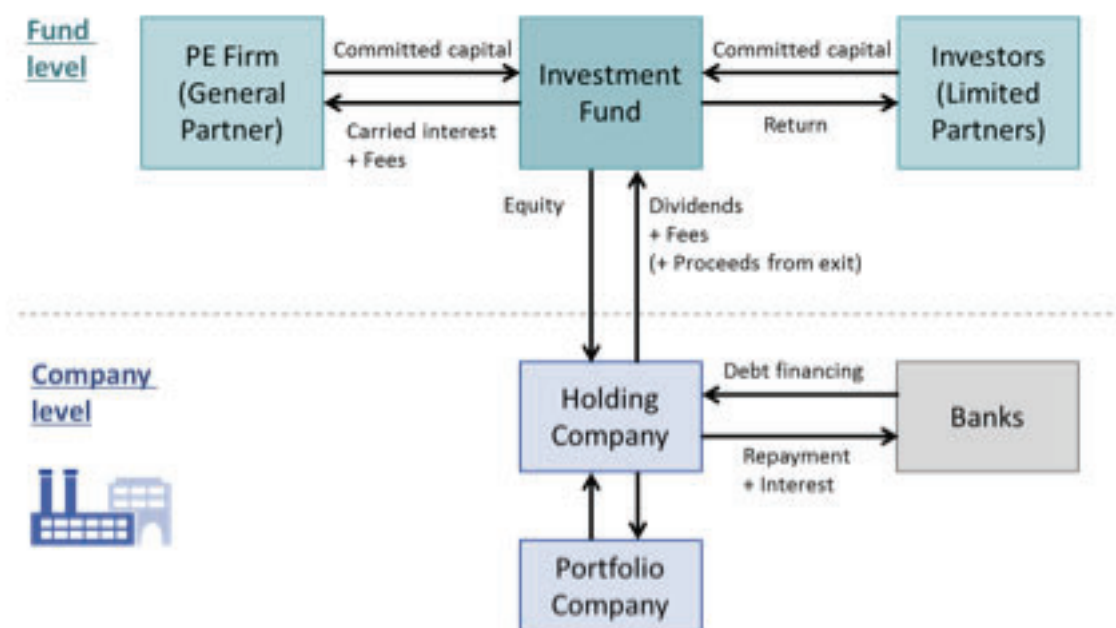 Fund
level
PE Firm
(General
Partner)
Committed capital
Carried interest
+ Fees
Investment
Fund
Committed capital
Return
Investors
(Limited
Partners)
Equity
Dividends
+ Fees
(+ Proceeds from exit)
Company
level
Holding
Company
Debt financing
Repayment
+ Interest
Banks
Portfolio
Company